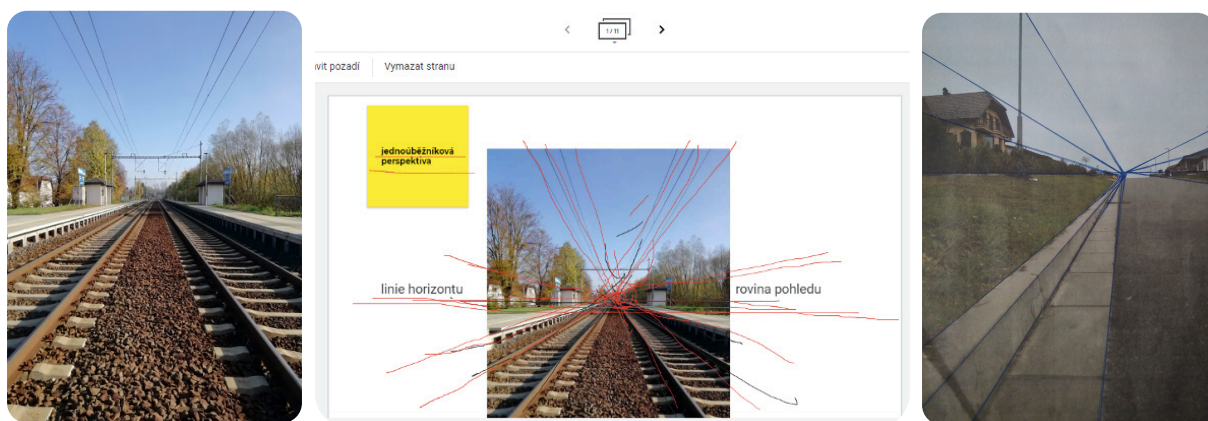 1 / 11
vit pozadí
Vymazat stranu
jednoúběžníková
perspektiva
linie horizontu
rovina pohledu